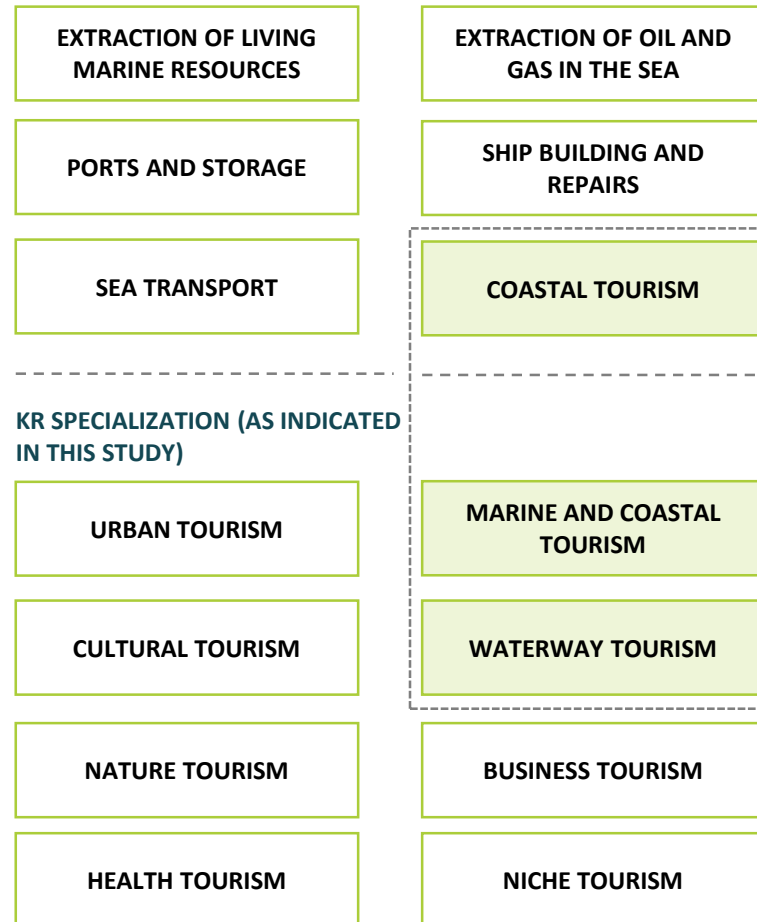 EXTRACTION OF LIVING
MARINE RESOURCES
EXTRACTION OF OIL AND
GAS IN THE SEA
PORTS AND STORAGE
SHIP BUILDING AND
REPAIRS
SEA TRANSPORT
COASTAL TOURISM
KR SPECIALIZATION (AS INDICATED
IN THIS STUDY)
URBAN TOURISM
MARINE AND COASTAL
TOURISM
CULTURAL TOURISM
WATERWAY TOURISM
NATURE TOURISM
BUSINESS TOURISM
HEALTH TOURISM
NICHE TOURISM